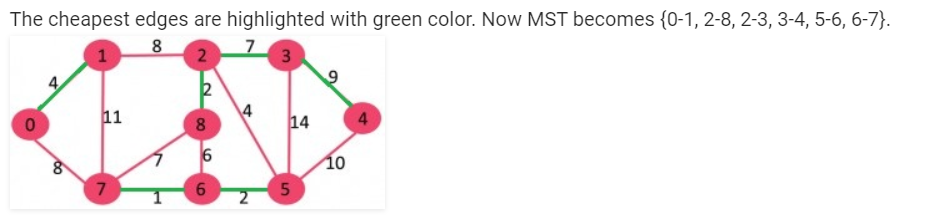 The cheapest edges are highlighted with green color. Now MST becomes {0-1, 2-8, 2-3, 3-4, 5-6, 6-7}.
8 7
1 2 3
4 9
2
0 11 8 4 14 4
7 6 10
8
7 6 5
1 2